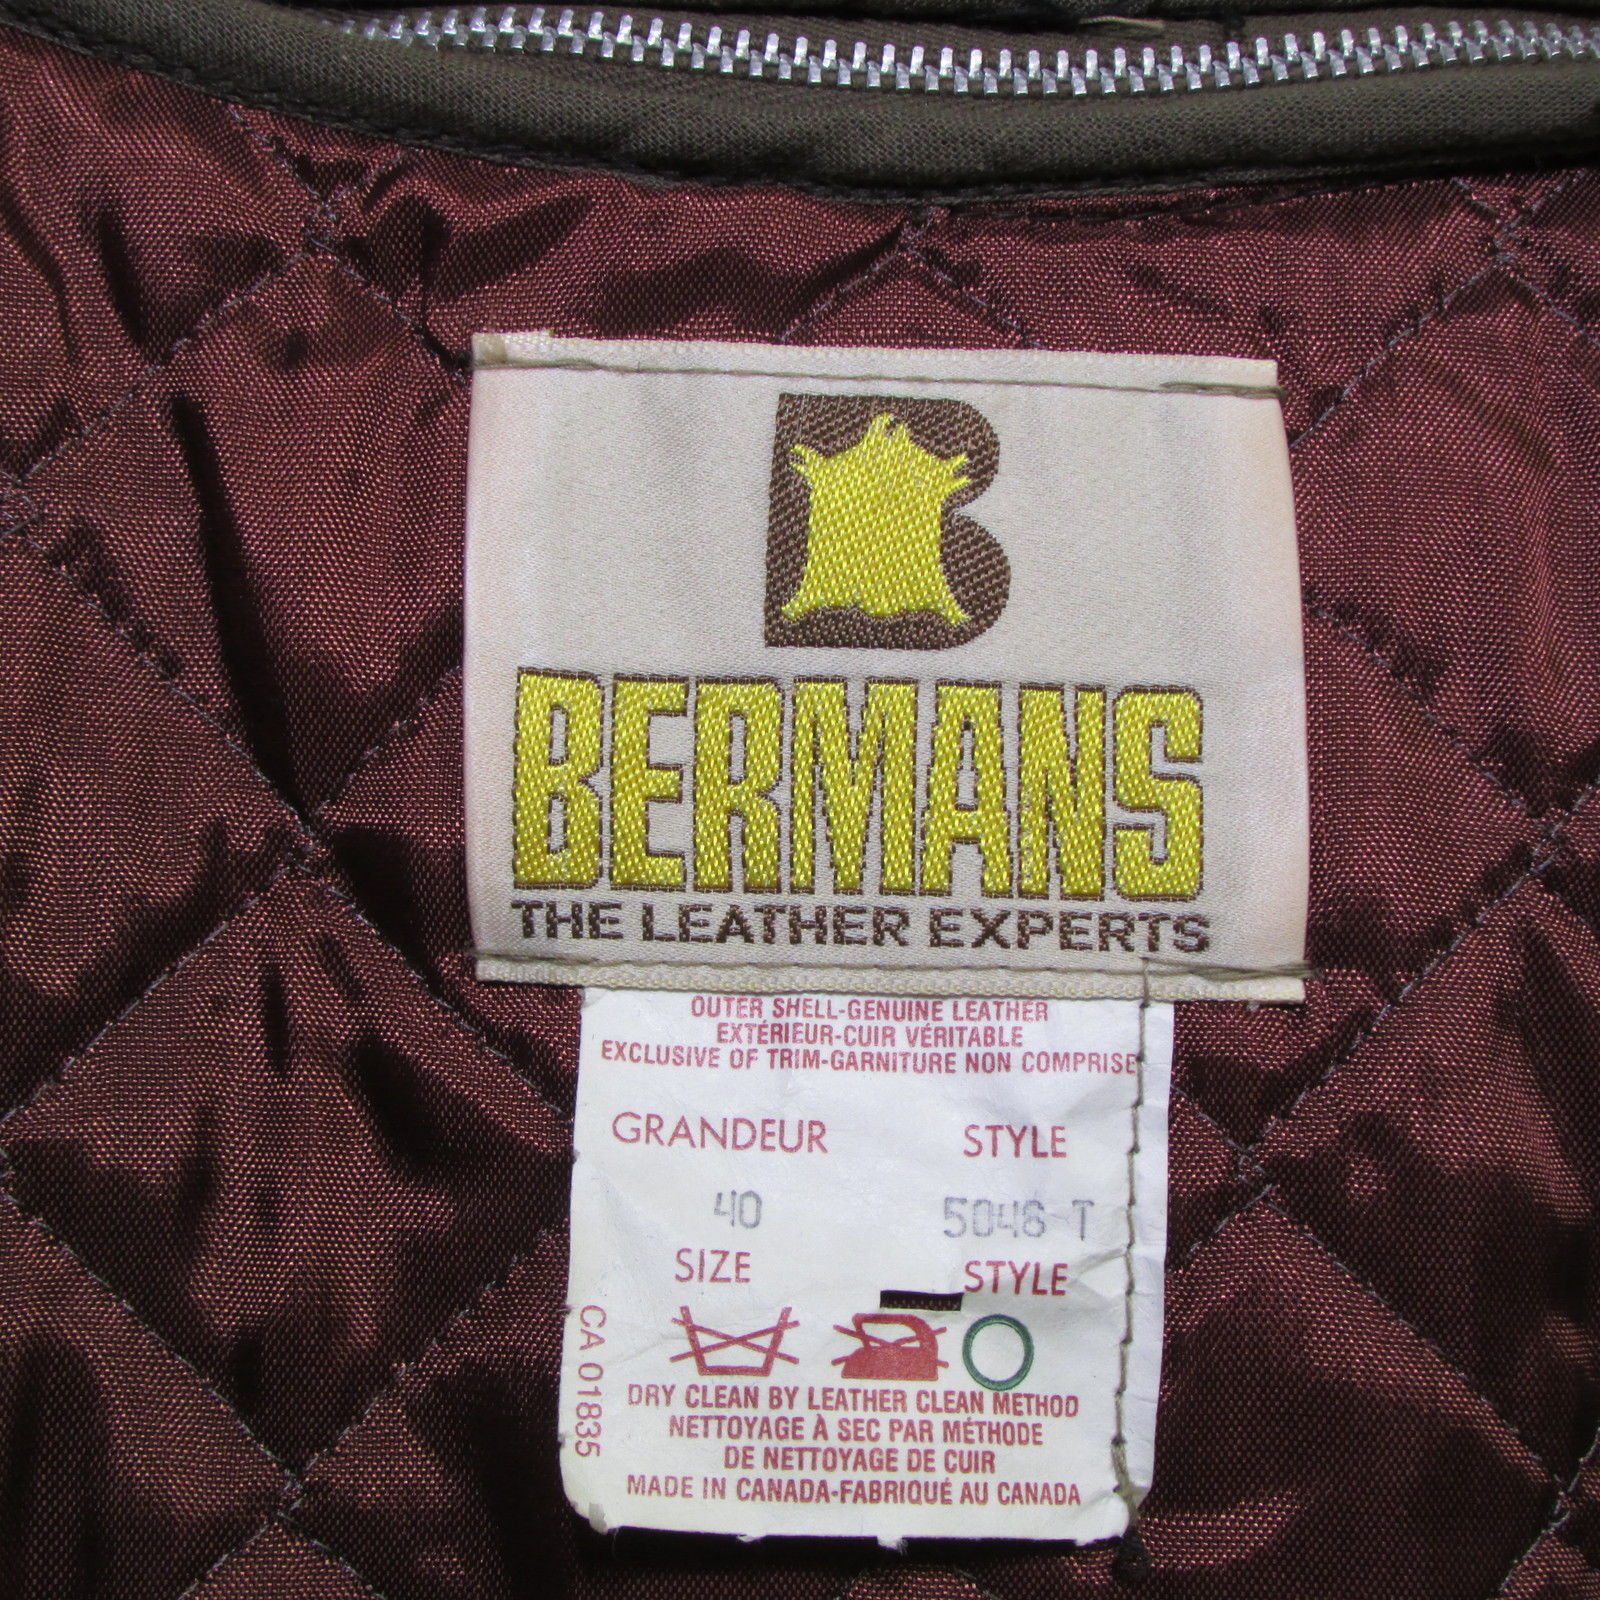 B
BERMANS
THE LEATHER EXPERTS
OUTER SHELL-GENUINE LEATHER
EXTÉRIEUR-CUIR VÉRITABLE
EXCLUSIVE OF TRIM-GARNITURE NON COMPRISE
GRANDEUR STYLE
40 5046 T
SIZE STYLE
CA 01835
DRY CLEAN BY LEATHER CLEAN METHOD
NETTOYAGE À SEC PAR MÉTHODE
DE NETTOYAGE DE CUIR
MADE IN CANADA-FABRIQUÉ AU CANADA